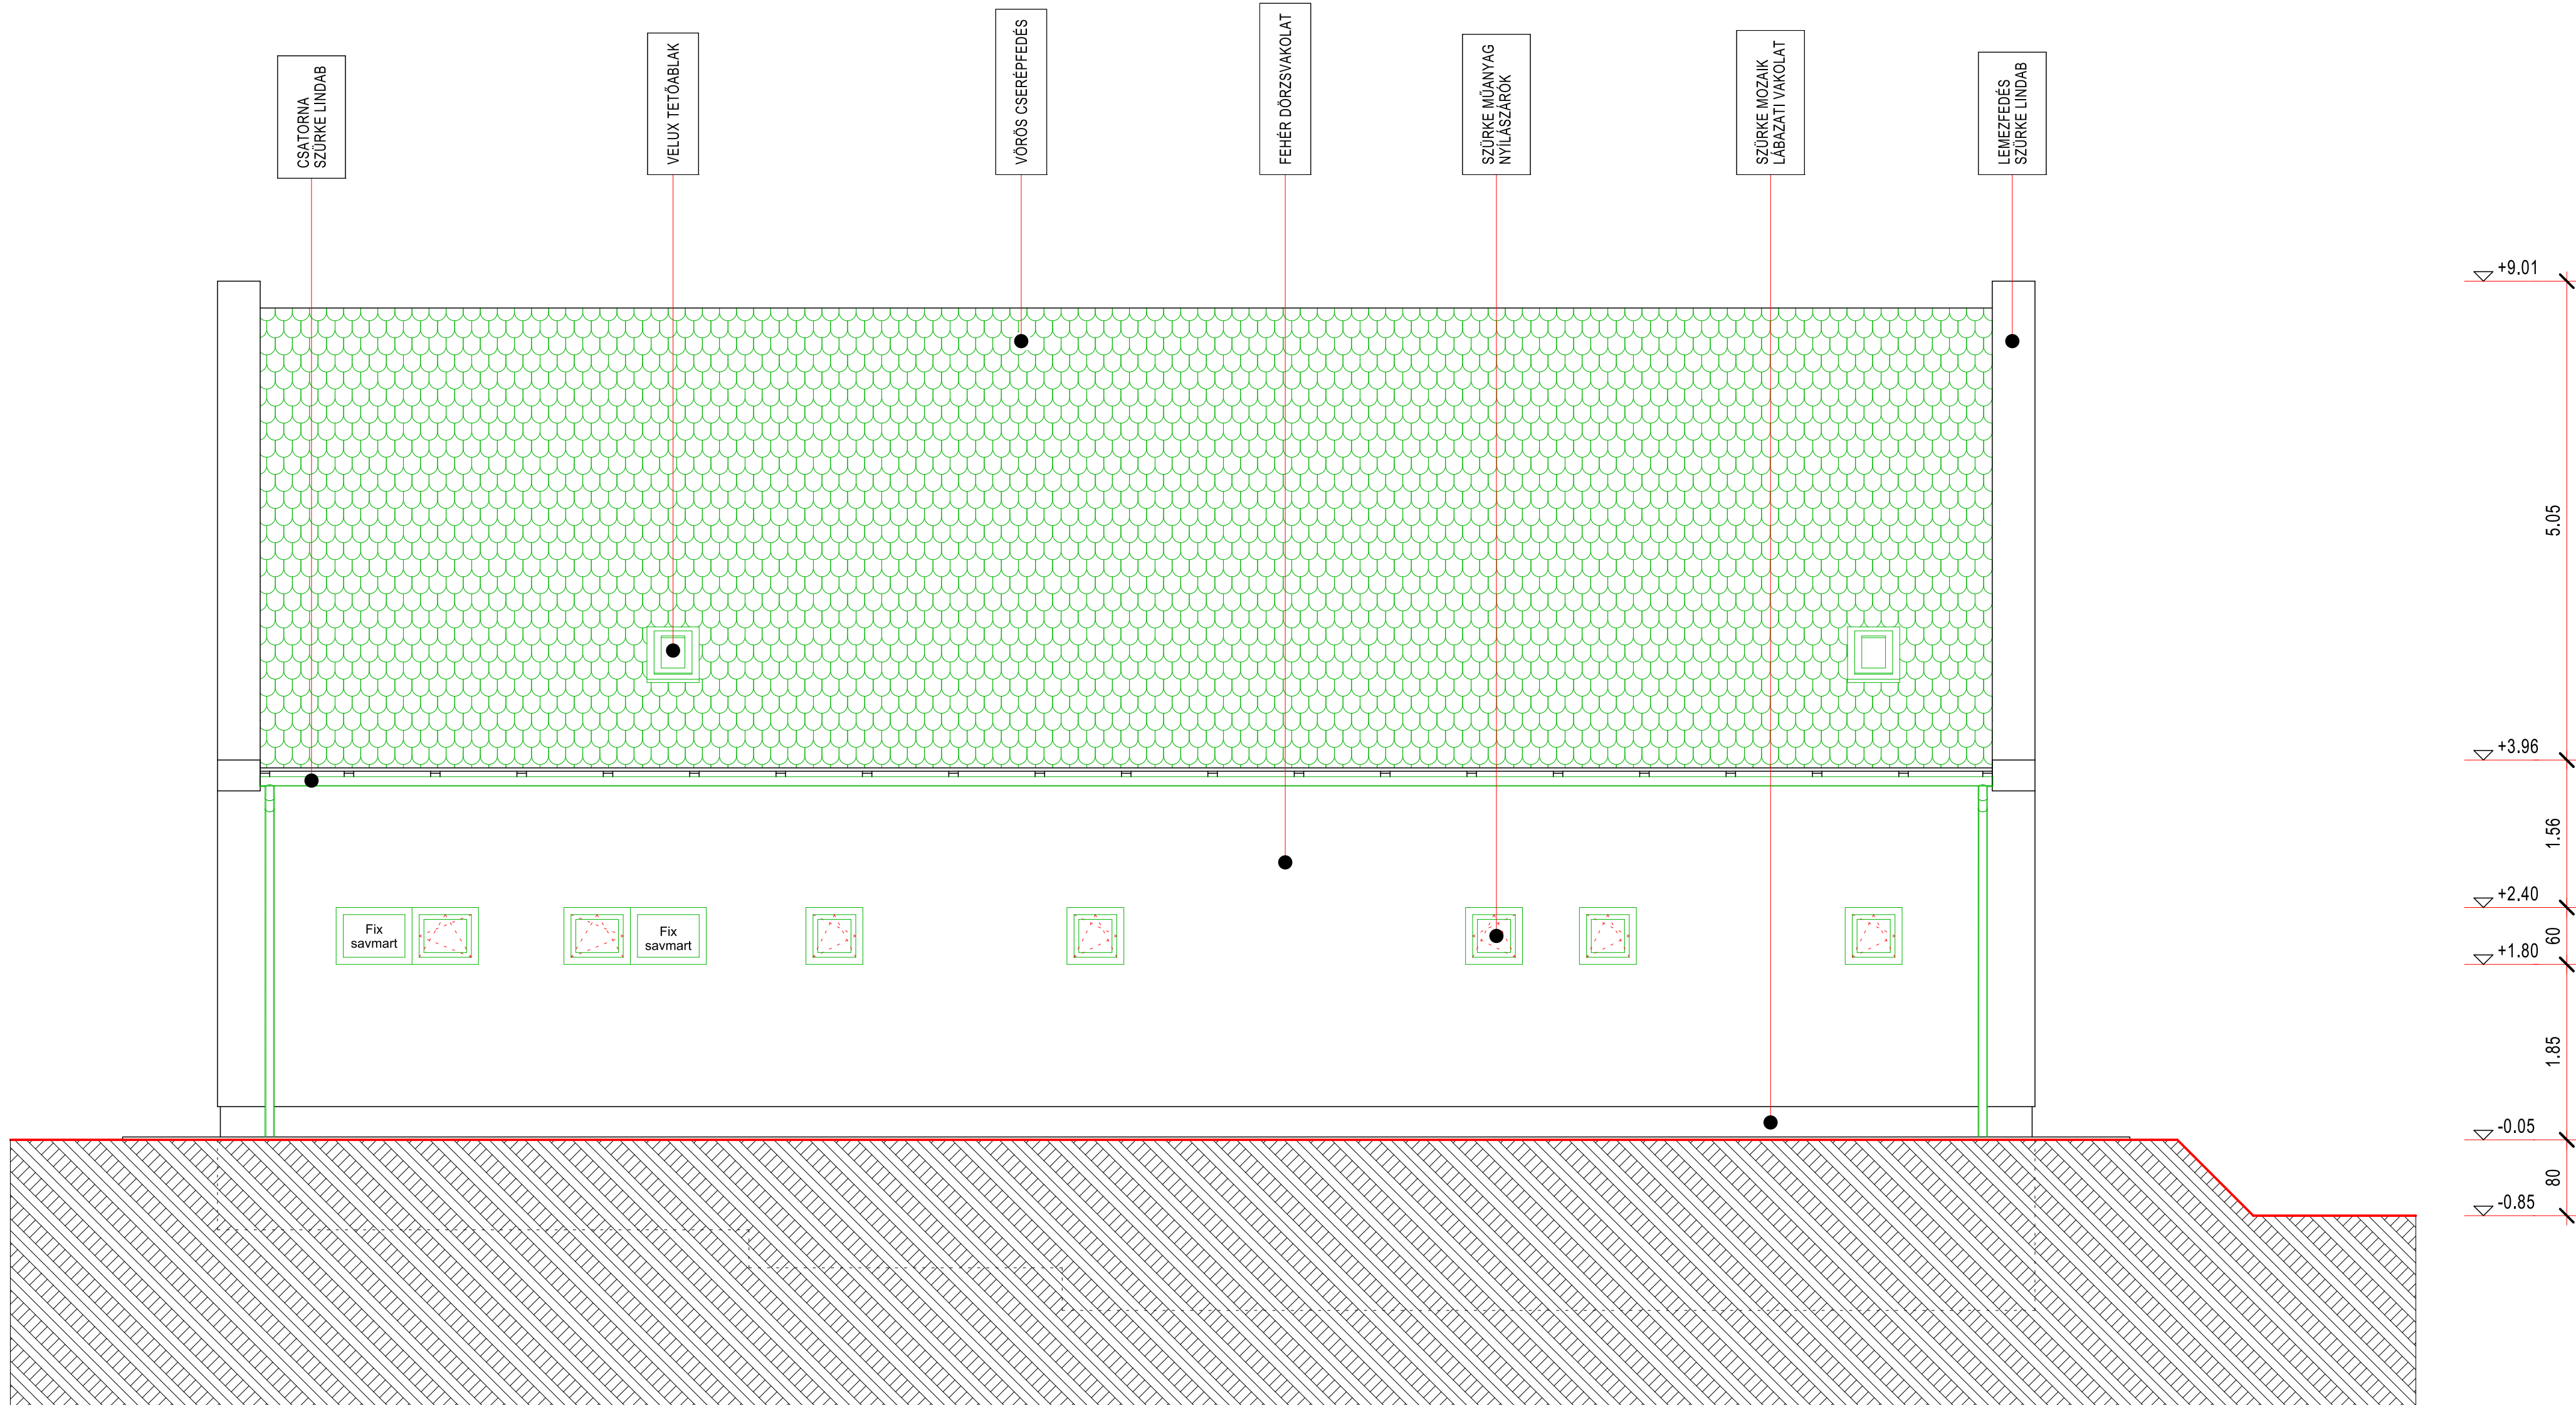 CSATORNA
SZÜRKE LINDAB
VELUX TETŐABLAK
VÖRÖS CSERÉPFEDÉS
FEHÉR DÖRZSVAKOLAT
SZÜRKE MŰANYAG
NYÍLÁSZÁRÓK
SZÜRKE MOZAIK
LÁBAZATI VAKOLAT
LEMEZFEDÉS
SZÜRKE LINDAB
+9.01
5.05
+3.96
1.56
+2.40
60
+1.80
1.85
-0.05
80
-0.85
Fix
savmart
Fix
savmart